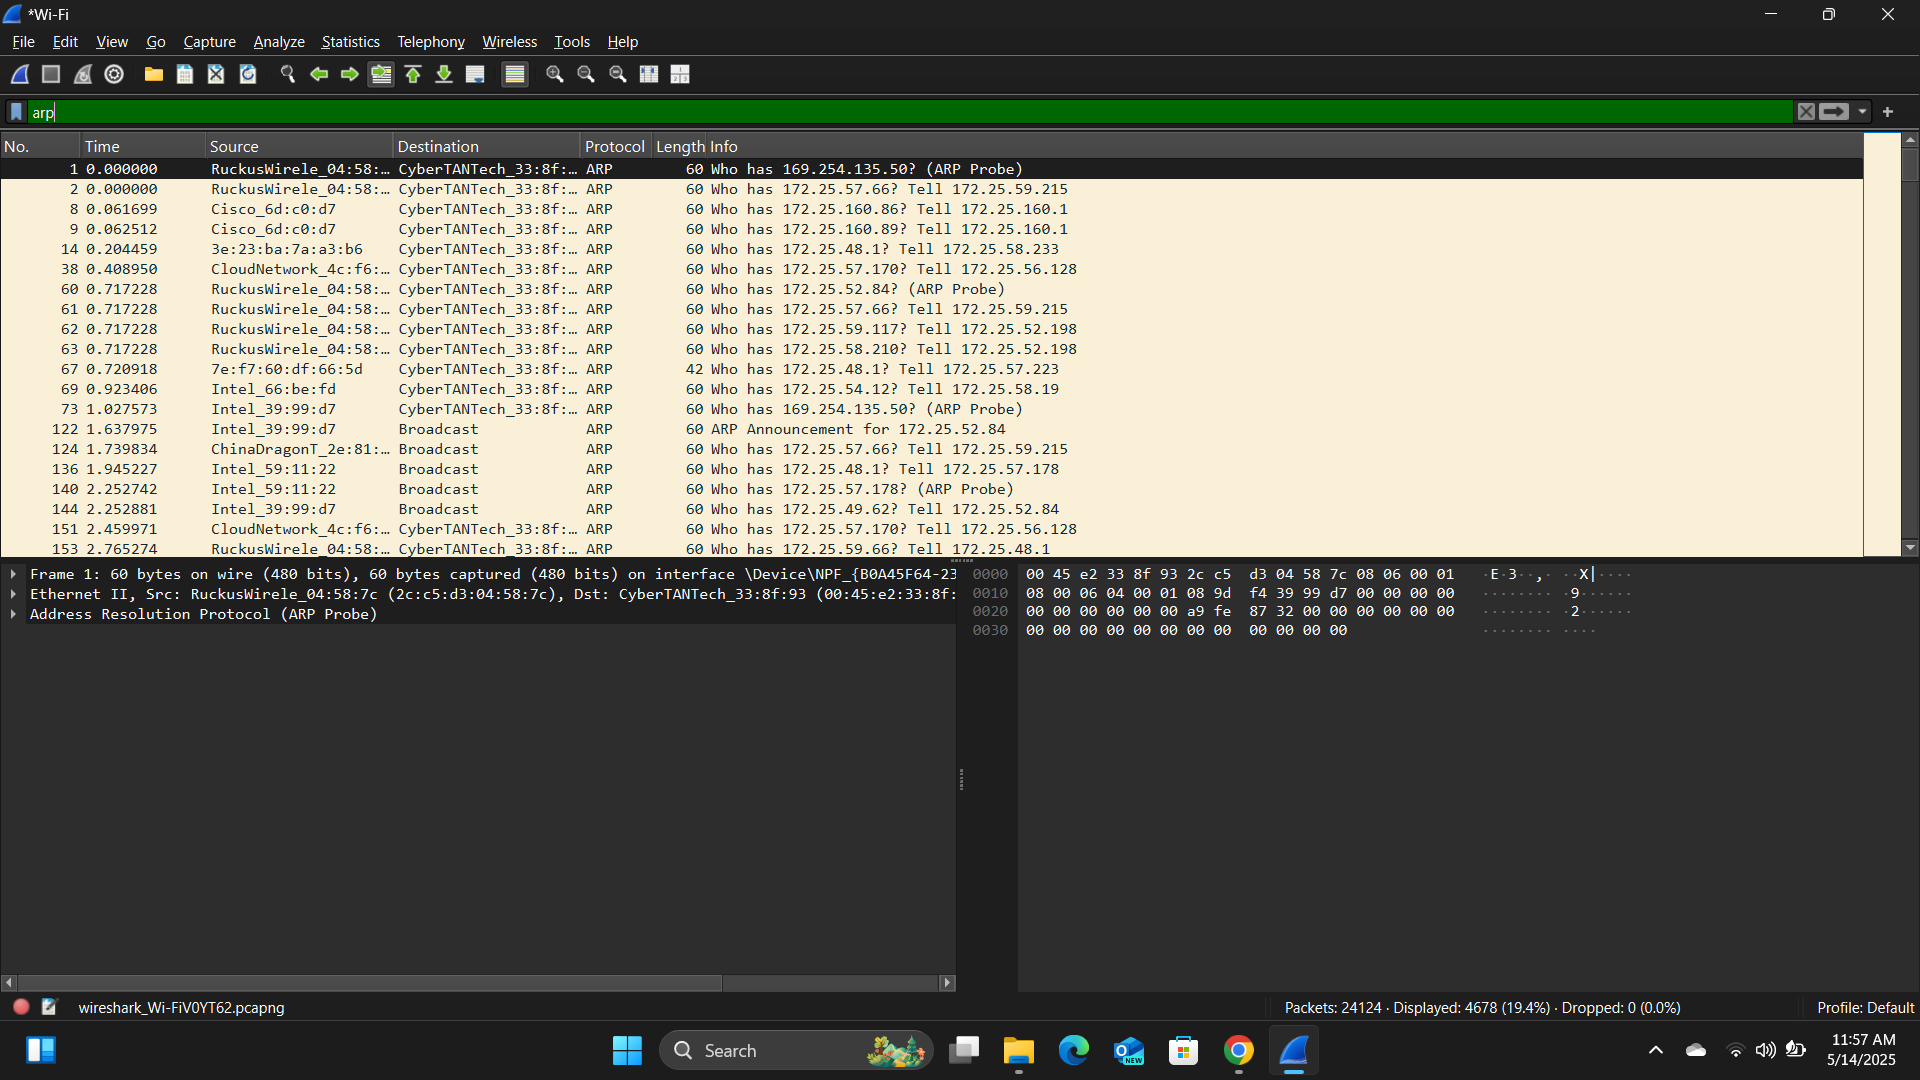 *Wi-Fi
File Edit View Go Capture Analyze Statistics Telephony Wireless Tools Help
arp
No. Time Source Destination Protocol Length Info
1 0.000000 RuckusWirele_04:58:… CyberTANTech_33:8f:… ARP 60 Who has 169.254.135.50? (ARP Probe)
2 0.000000 RuckusWirele_04:58:… CyberTANTech_33:8f:… ARP 60 Who has 172.25.57.66? Tell 172.25.59.215
8 0.061699 Cisco_6d:c0:d7 CyberTANTech_33:8f:… ARP 60 Who has 172.25.160.86? Tell 172.25.160.1
9 0.062512 Cisco_6d:c0:d7 CyberTANTech_33:8f:… ARP 60 Who has 172.25.160.89? Tell 172.25.160.1
14 0.204459 3e:23:ba:7a:a3:b6 CyberTANTech_33:8f:… ARP 60 Who has 172.25.48.1? Tell 172.25.58.233
38 0.408950 CloudNetwork_4c:f6:… CyberTANTech_33:8f:… ARP 60 Who has 172.25.57.170? Tell 172.25.56.128
60 0.717228 RuckusWirele_04:58:… CyberTANTech_33:8f:… ARP 60 Who has 172.25.52.84? (ARP Probe)
61 0.717228 RuckusWirele_04:58:… CyberTANTech_33:8f:… ARP 60 Who has 172.25.57.66? Tell 172.25.59.215
62 0.717228 RuckusWirele_04:58:… CyberTANTech_33:8f:… ARP 60 Who has 172.25.59.117? Tell 172.25.52.198
63 0.717228 RuckusWirele_04:58:… CyberTANTech_33:8f:… ARP 60 Who has 172.25.58.210? Tell 172.25.52.198
67 0.720918 7e:f7:60:df:66:5d CyberTANTech_33:8f:… ARP 42 Who has 172.25.48.1? Tell 172.25.57.223
69 0.923406 Intel_66:be:fd CyberTANTech_33:8f:… ARP 60 Who has 172.25.54.12? Tell 172.25.58.19
73 1.027573 Intel_39:99:d7 CyberTANTech_33:8f:… ARP 60 Who has 169.254.135.50? (ARP Probe)
122 1.637975 Intel_39:99:d7 Broadcast ARP 60 ARP Announcement for 172.25.52.84
124 1.739834 ChinaDragonT_2e:81:… Broadcast ARP 60 Who has 172.25.57.66? Tell 172.25.59.215
136 1.945227 Intel_59:11:22 Broadcast ARP 60 Who has 172.25.48.1? Tell 172.25.57.178
140 2.252742 Intel_59:11:22 Broadcast ARP 60 Who has 172.25.57.178? (ARP Probe)
144 2.252881 Intel_39:99:d7 Broadcast ARP 60 Who has 172.25.49.62? Tell 172.25.52.84
151 2.459971 CloudNetwork_4c:f6:… CyberTANTech_33:8f:… ARP 60 Who has 172.25.57.170? Tell 172.25.56.128
153 2.765274 RuckusWirele_04:58:… CyberTANTech_33:8f:… ARP 60 Who has 172.25.59.66? Tell 172.25.48.1
Frame 1: 60 bytes on wire (480 bits), 60 bytes captured (480 bits) on interface \Device\NPF_{B0A45F64-23
Ethernet II, Src: RuckusWirele_04:58:7c (2c:c5:d3:04:58:7c), Dst: CyberTANTech_33:8f:93 (00:45:e2:33:8f:
Address Resolution Protocol (ARP Probe)
0000 00 45 e2 33 8f 93 2c c5 d3 04 58 7c 08 06 00 01 ·E·3··,· ··X|····
0010 08 00 06 04 00 01 08 9d f4 39 99 d7 00 00 00 00 ········ ·9······
0020 00 00 00 00 00 00 a9 fe 87 32 00 00 00 00 00 00 ········ ·2······
0030 00 00 00 00 00 00 00 00 00 00 00 00 ········ ····
wireshark_Wi-FiV0YT62.pcapng Packets: 24124 · Displayed: 4678 (19.4%) · Dropped: 0 (0.0%) Profile: Default
Search
NEW
11:57 AM
5/14/2025